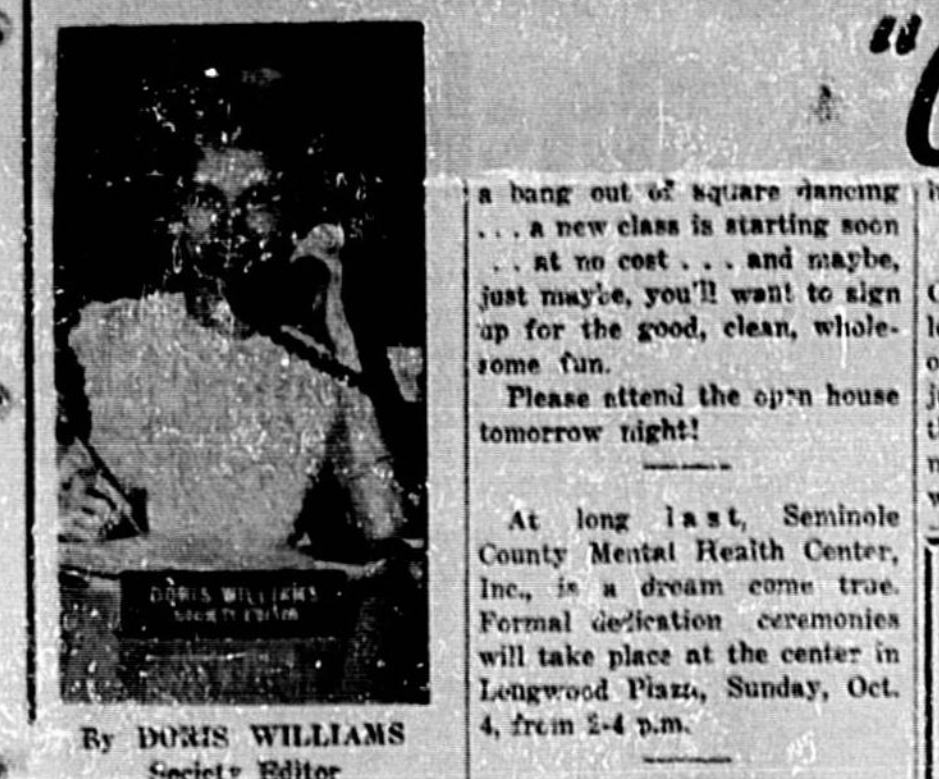 DORIS WILLIAMS
SOCIETY EDITOR
By DORIS WILLIAMS
Society Editor
a bang out of square dancing
. . . a new class is starting soon
. . at no cost . . . and maybe,
just maybe, you'll want to sign
up for the good, clean, whole-
some fun.
Please attend the open house
tomorrow night!
At long last, Seminole
County Mental Health Center,
Inc., is a dream come true.
Formal dedication ceremonies
will take place at the center in
Longwood Plaza, Sunday, Oct.
4, from 2-4 p.m.